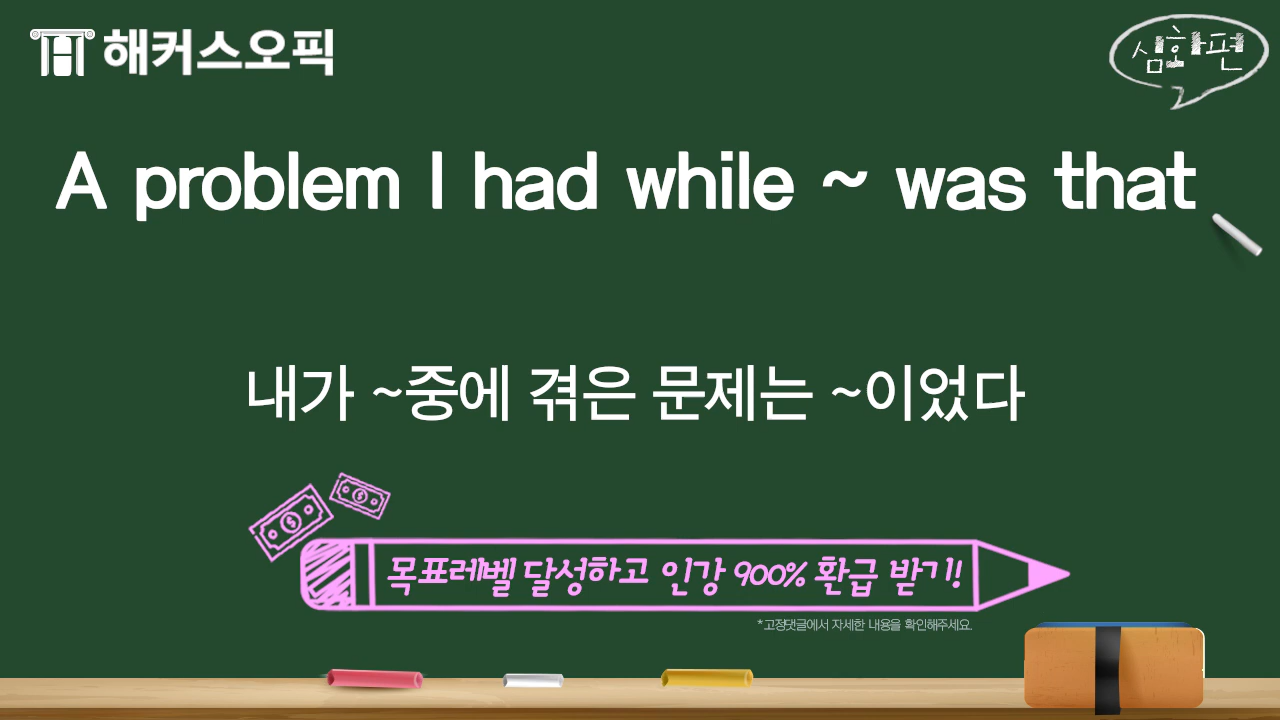 해커스오픽
심화편
A problem I had while ~ was that
내가 ~중에 겪은 문제는 ~이었다
목표레벨 달성하고 인강 900% 환급 받기!
*고정댓글에서 자세한 내용을 확인해주세요.